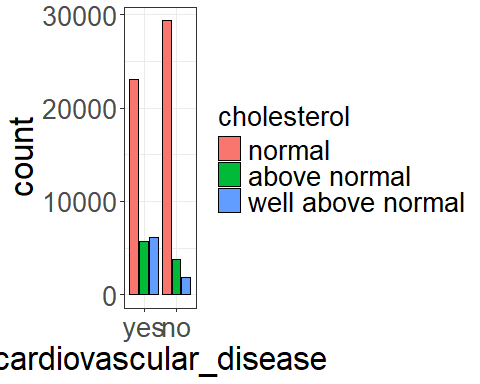 30000
20000
10000
0
count
yes
no
cardiovascular_disease
cholesterol
normal
above normal
well above normal